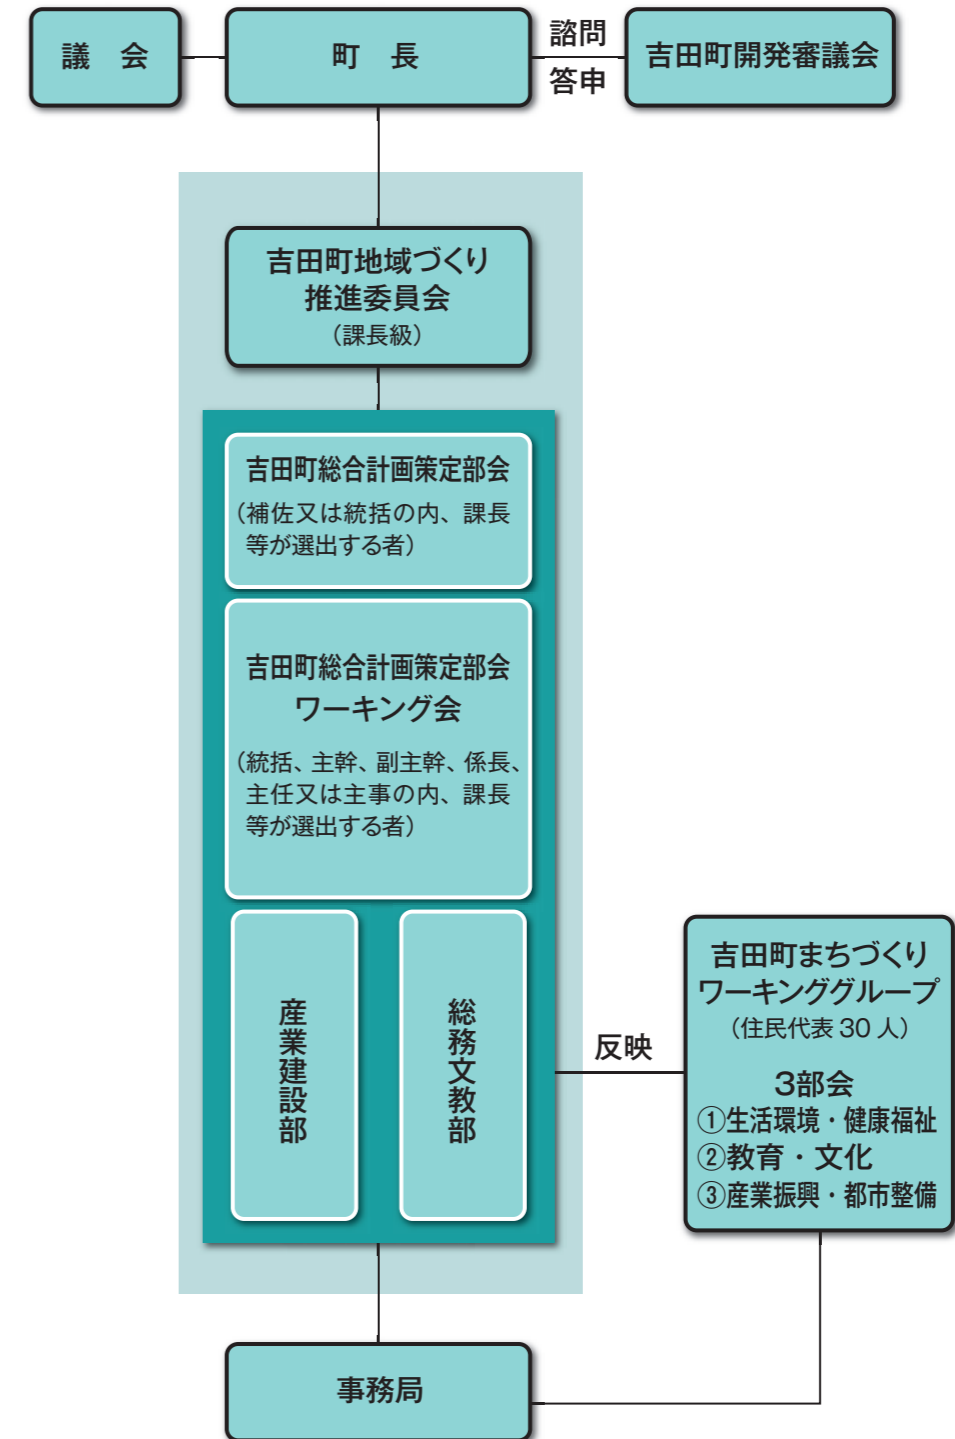 議　会
町　長
諮問
答申
吉田町開発審議会
吉田町地域づくり
推進委員会
（課長級）
吉田町総合計画策定部会
（補佐又は統括の内、課長
等が選出する者）
吉田町総合計画策定部会
ワーキング会
（統括、主幹、副主幹、係長、
主任又は主事の内、課長
等が選出する者）
産業建設部
総務文教部
反映
吉田町まちづくり
ワーキンググループ
（住民代表 30 人）
3部会
①生活環境・健康福祉
②教育・文化
③産業振興・都市整備
事務局